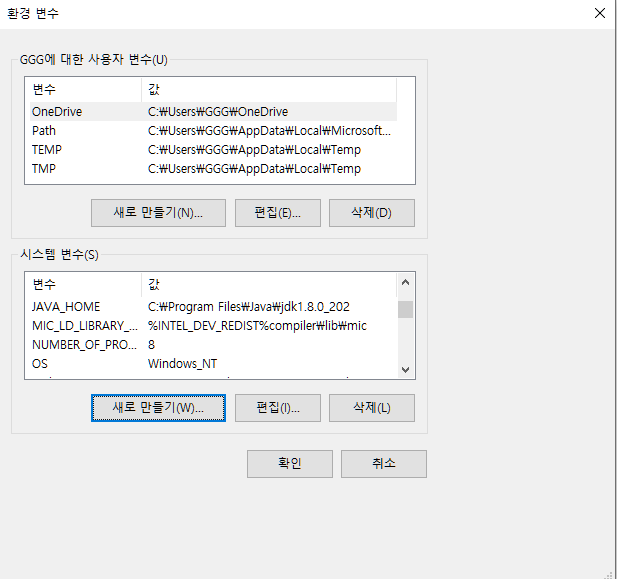 환경 변수
GGG에 대한 사용자 변수(U)
변수 값
OneDrive C:₩Users₩GGG₩OneDrive
Path C:₩Users₩GGG₩AppData₩Local₩Microsoft...
TEMP C:₩Users₩GGG₩AppData₩Local₩Temp
TMP C:₩Users₩GGG₩AppData₩Local₩Temp
새로 만들기(N)... 편집(E)... 삭제(D)
시스템 변수(S)
변수 값
JAVA_HOME C:₩Program Files₩Java₩jdk1.8.0_202
MIC_LD_LIBRARY_... %INTEL_DEV_REDIST%compiler₩lib₩mic
NUMBER_OF_PRO... 8
OS Windows_NT
새로 만들기(W)... 편집(I)... 삭제(L)
확인 취소